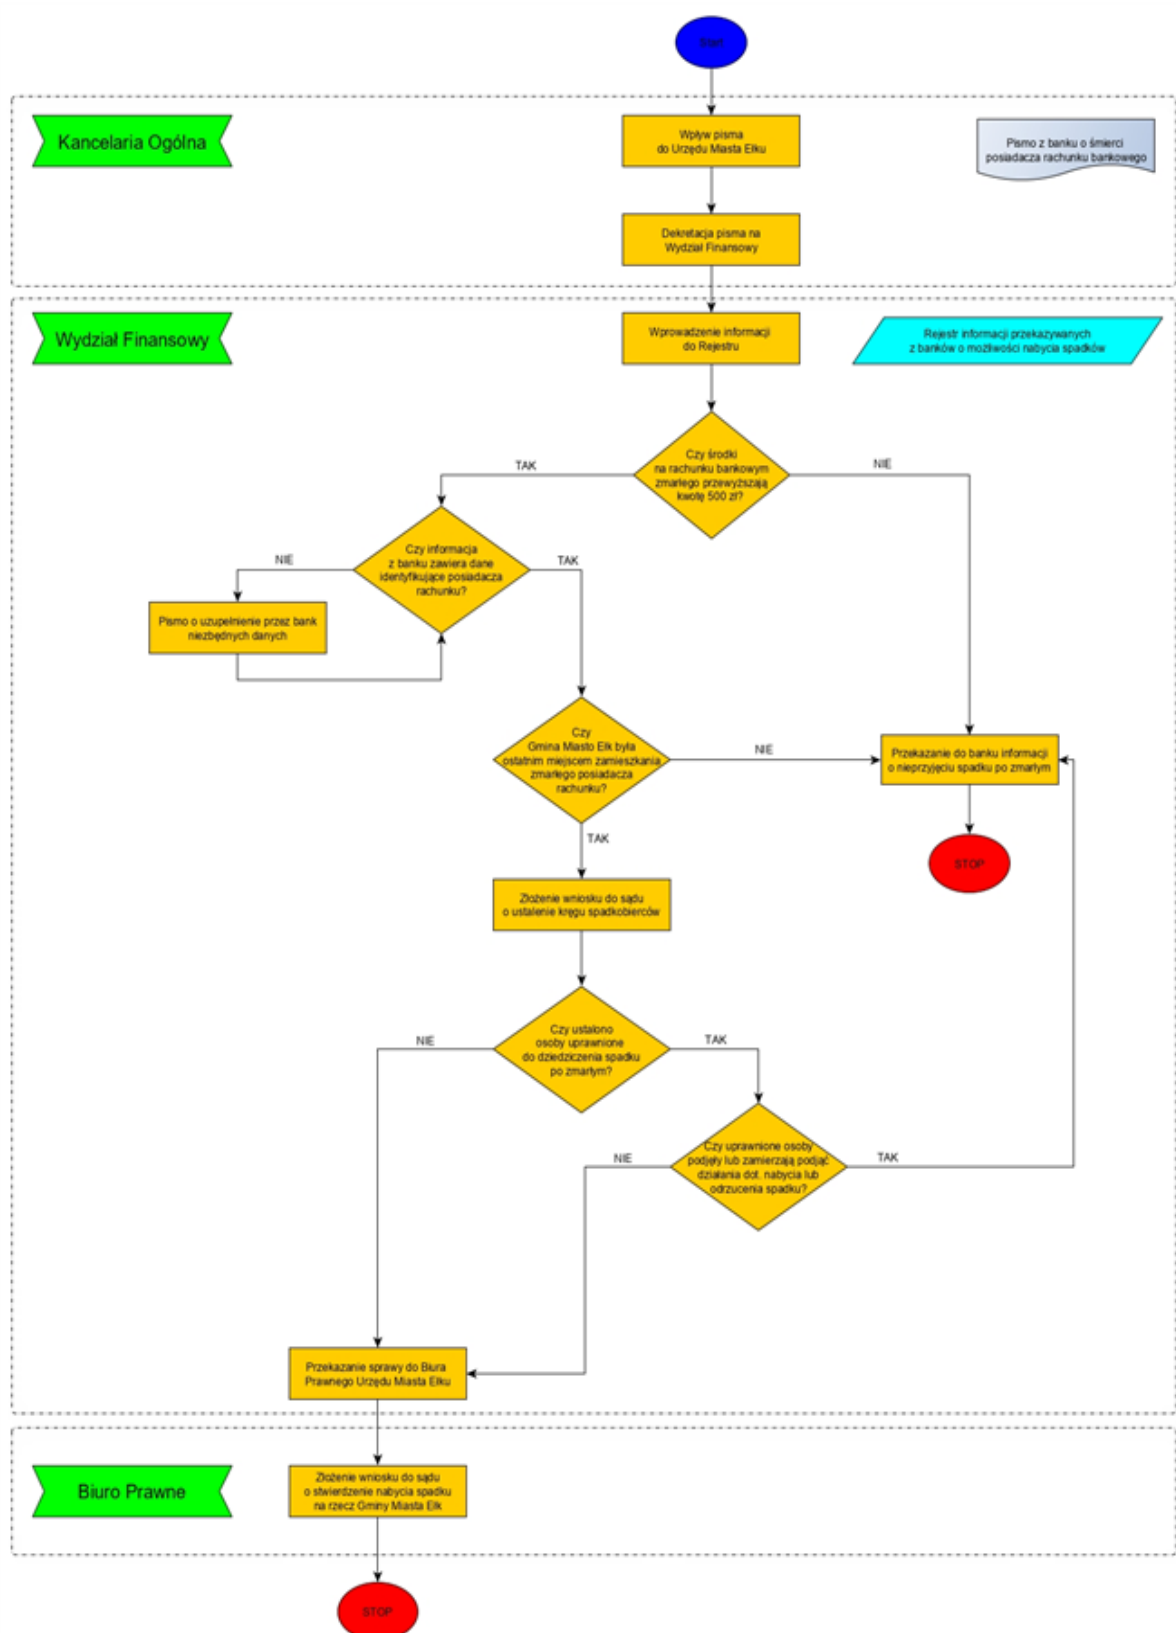 Start
Kancelaria Ogólna
Wpływ pisma
do Urzędu Miasta Ełku
Pismo z banku o śmierci
posiadacza rachunku bankowego
Dekretacja pisma na
Wydział Finansowy
Wydział Finansowy
Wprowadzenie informacji
do Rejestru
Rejestr informacji przekazywanych
z banków o możliwości nabycia spadków
Czy środki
na rachunku bankowym
zmarłego przewyższają
kwotę 500 zł?
TAK
NIE
Czy informacja
z banku zawiera dane
identyfikujące posiadacza
rachunku?
NIE
TAK
Pismo o uzupełnienie przez bank
niezbędnych danych
Czy
Gmina Miasto Ełk była
ostatnim miejscem zamieszkania
zmarłego posiadacza
rachunku?
NIE
Przekazanie do banku informacji
o nieprzyjęciu spadku po zmarłym
TAK
STOP
Złożenie wniosku do sądu
o ustalenie kręgu spadkobierców
Czy ustalono
osoby uprawnione
do dziedziczenia spadku
po zmarłym?
NIE
TAK
Czy uprawnione osoby
podjęły lub zamierzają podjąć
działania dot. nabycia lub
odrzucenia spadku?
NIE
TAK
Przekazanie sprawy do Biura
Prawnego Urzędu Miasta Ełku
Biuro Prawne
Złożenie wniosku do sądu
o stwierdzenie nabycia spadku
na rzecz Gminy Miasta Ełk
STOP